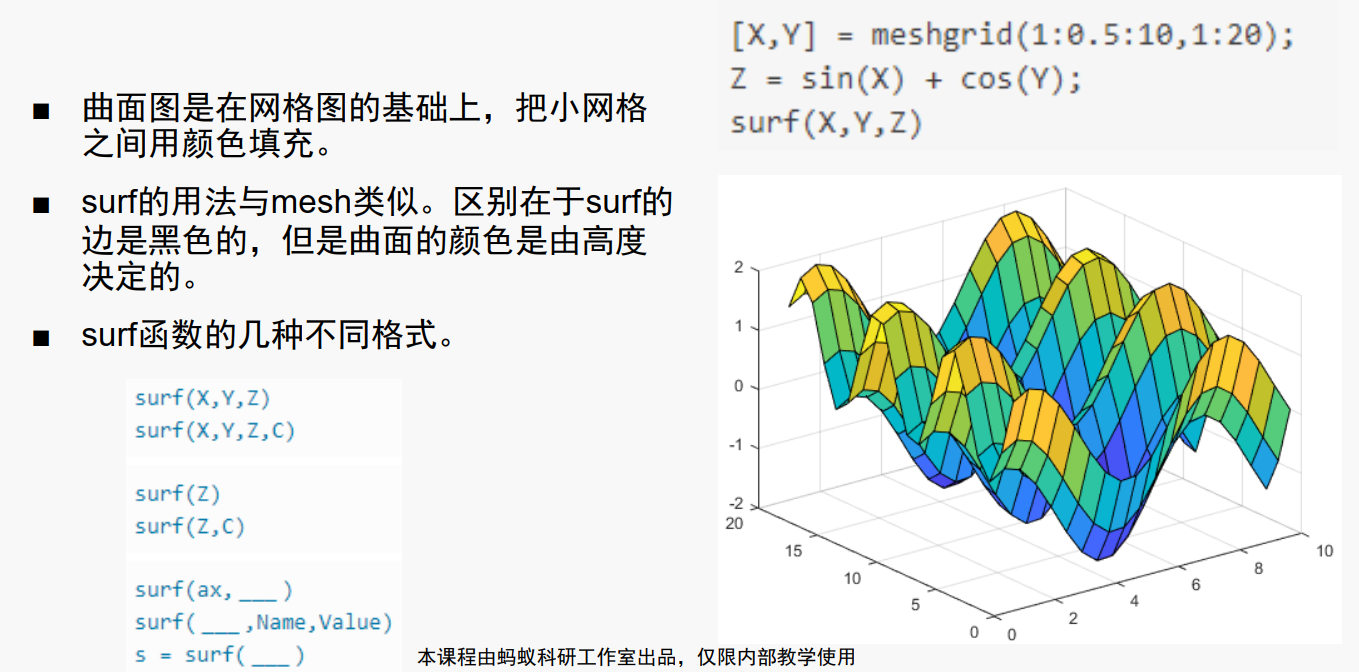 ■ 曲面图是在网格图的基础上，把小网格
之间用颜色填充。
■ surf的用法与mesh类似。区别在于surf的
边是黑色的，但是曲面的颜色是由高度
决定的。
■ surf函数的几种不同格式。
surf(X,Y,Z)
surf(X,Y,Z,C)
surf(Z)
surf(Z,C)
surf(ax,___)
surf(___,Name,Value)
s = surf(___)
[X,Y] = meshgrid(1:0.5:10,1:20);
Z = sin(X) + cos(Y);
surf(X,Y,Z)
2
1
0
-1
-2
20
15
10
5
0
0
2
4
6
8
10
本课程由蚂蚁科研工作室出品，仅限内部教学使用